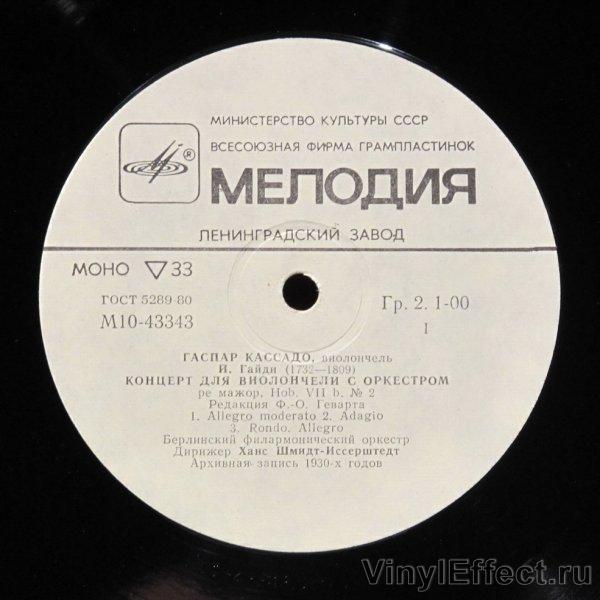 МИНИСТЕРСТВО КУЛЬТУРЫ СССР
ВСЕСОЮЗНАЯ ФИРМА ГРАМПЛАСТИНОК
®
МЕЛОДИЯ
ЛЕНИНГРАДСКИЙ ЗАВОД
МОНО ▽ 33
ГОСТ 5289-80
М10-43343
Гр. 2. 1-00
1
ГАСПАР КАССАДО, виолончель
И. Гайдн (1732—1809)
КОНЦЕРТ ДЛЯ ВИОЛОНЧЕЛИ С ОРКЕСТРОМ
ре мажор, Hob. VII b. № 2
Редакция Ф.-О. Геварта
1. Allegro moderato 2. Adagio
3. Rondo. Allegro
Берлинский филармонический оркестр
Дирижер Ханс Шмидт-Иссерштедт
Архивная запись 1930-х годов
VinylEffect.ru